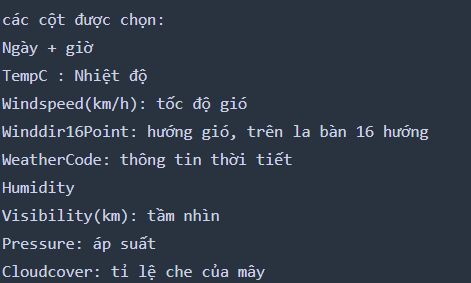 các cột được chọn:
Ngày + giờ
TempC : Nhiệt độ
Windspeed(km/h): tốc độ gió
Winddir16Point: hướng gió, trên la bàn 16 hướng
WeatherCode: thông tin thời tiết
Humidity
Visibility(km): tầm nhìn
Pressure: áp suất
Cloudcover: tỉ lệ che của mây